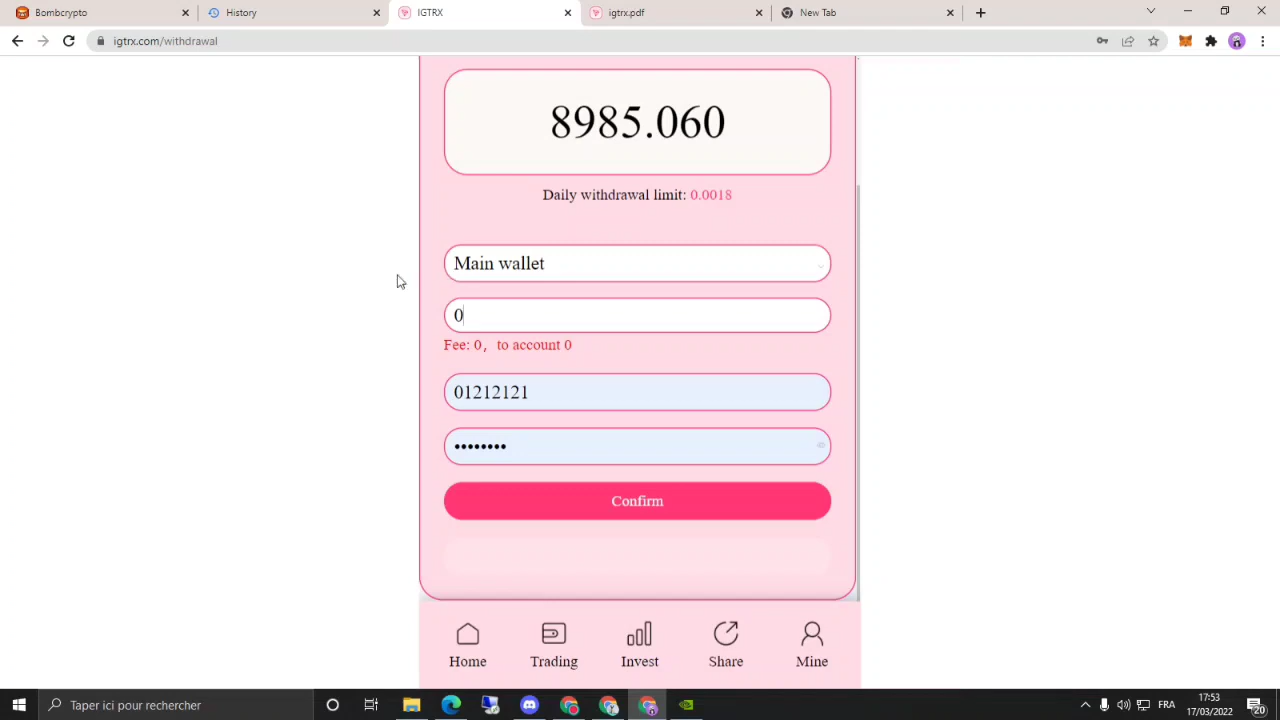 Bombcrypto
History
IGTRX
igtrx.pdf
New Tab
igtrx.com/withdrawal
8985.060
Daily withdrawal limit: 0.0018
Main wallet
0
Fee: 0, to account 0
01212121
••••••••
Confirm
Home Trading Invest Share Mine
Taper ici pour rechercher
FRA
17:53
17/03/2022
20